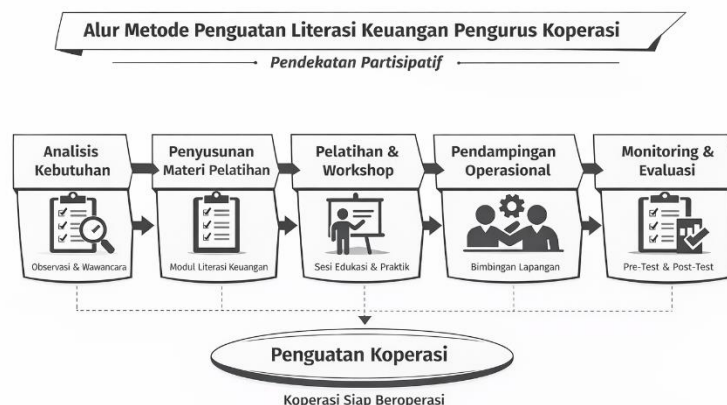 Alur Metode Penguatan Literasi Keuangan Pengurus Koperasi
Pendekatan Partisipatif
Analisis
Kebutuhan
Observasi & Wawancara
Penyusunan
Materi Pelatihan
Modul Literasi Keuangan
Pelatihan &
Workshop
Sesi Edukasi & Praktik
Pendampingan
Operasional
Bimbingan Lapangan
Monitoring &
Evaluasi
Pre-Test & Post-Test
Penguatan Koperasi
Koperasi Siap Beroperasi